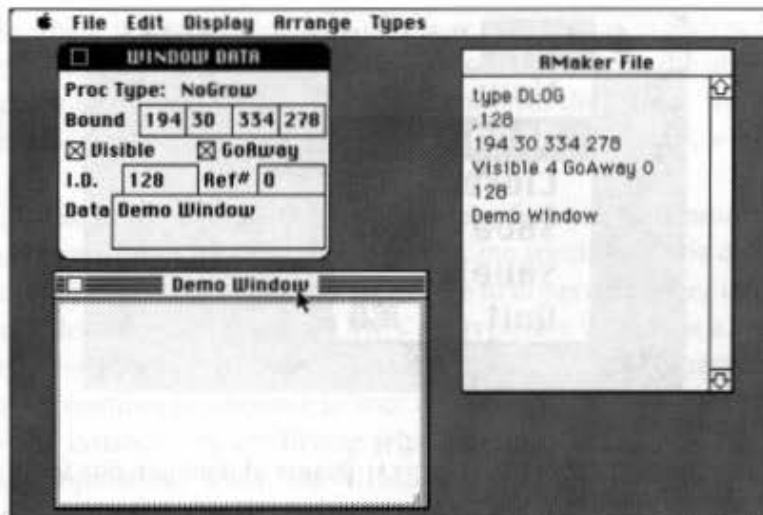 File Edit Display Arrange Types
WINDOW DATA
Proc Type: NoGrow
Bound 194 30 334 278
Visible GoAway
I.D. 128 Ref# 0
Data Demo Window
Demo Window
RMaker File
type DLOG
,128
194 30 334 278
Visible 4 GoAway 0
128
Demo Window